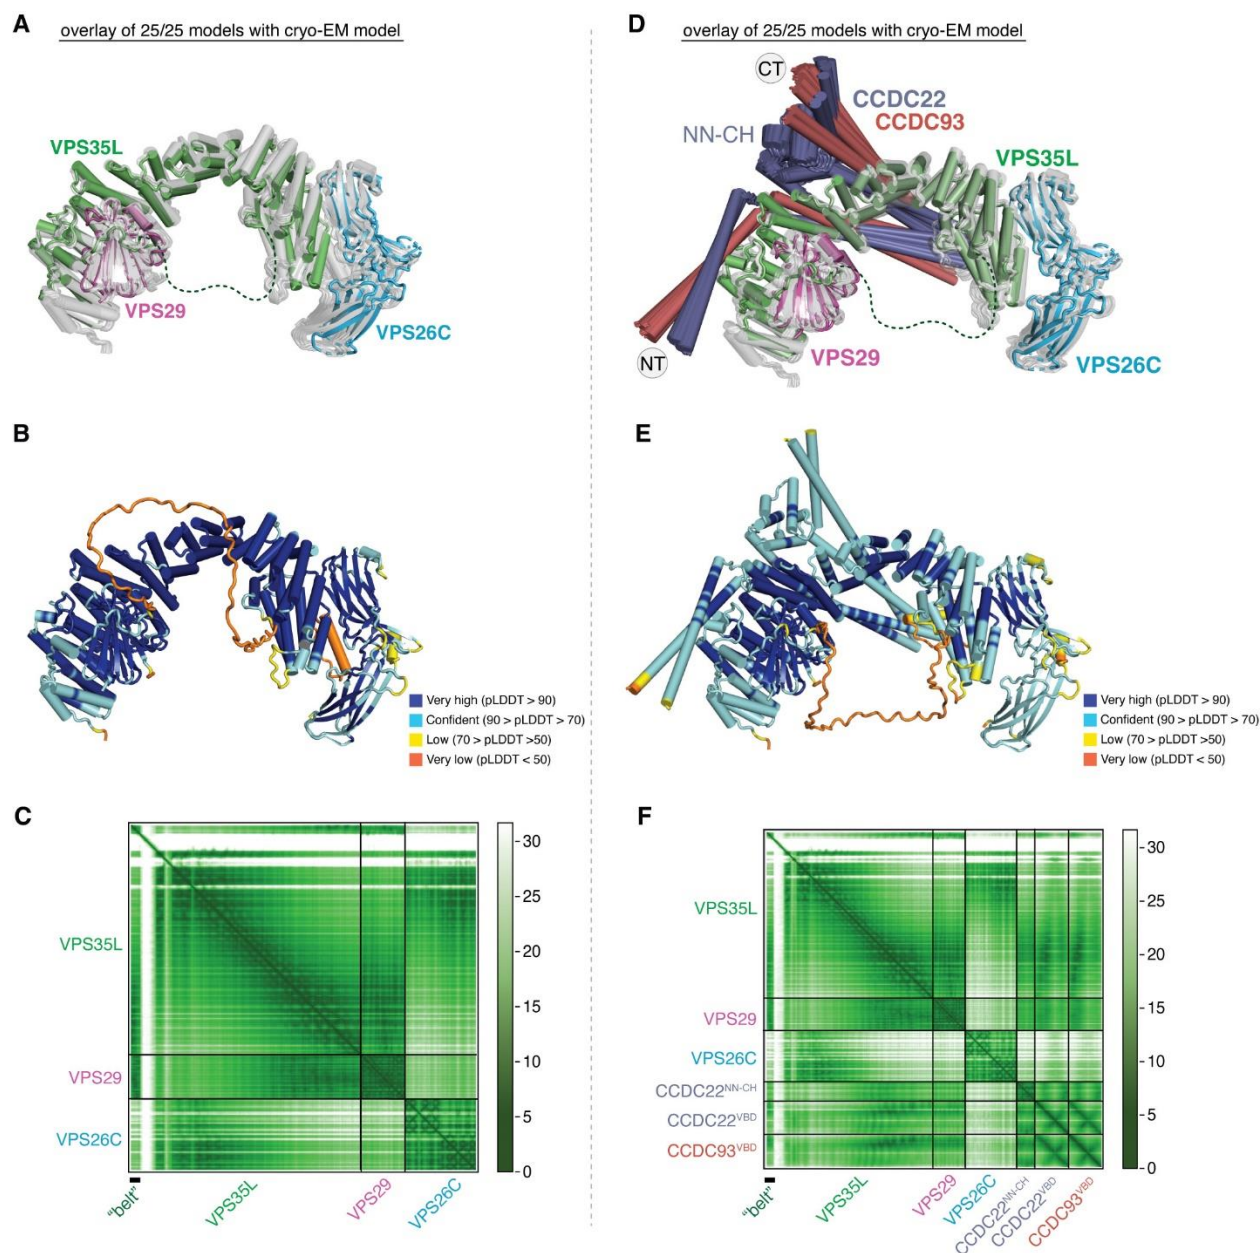 A
overlay of 25/25 models with cryo-EM model
VPS35L
VPS29
VPS26C
B
Very high (pLDDT > 90)
Confident (90 > pLDDT > 70)
Low (70 > pLDDT >50)
Very low (pLDDT < 50)
C
VPS35L
VPS29
VPS26C
30
25
20
15
10
5
0
"belt"
VPS35L
VPS29
VPS26C
D
overlay of 25/25 models with cryo-EM model
CT
CCDC22
CCDC93
NN-CH
VPS35L
NT
VPS29
VPS26C
E
Very high (pLDDT > 90)
Confident (90 > pLDDT > 70)
Low (70 > pLDDT >50)
Very low (pLDDT < 50)
F
VPS35L
VPS29
VPS26C
CCDC22NN-CH
CCDC22VBD
CCDC93VBD
30
25
20
15
10
5
0
"belt"
VPS35L
VPS29
VPS26C
CCDC22NN-CH
CCDC22VBD
CCDC93VBD